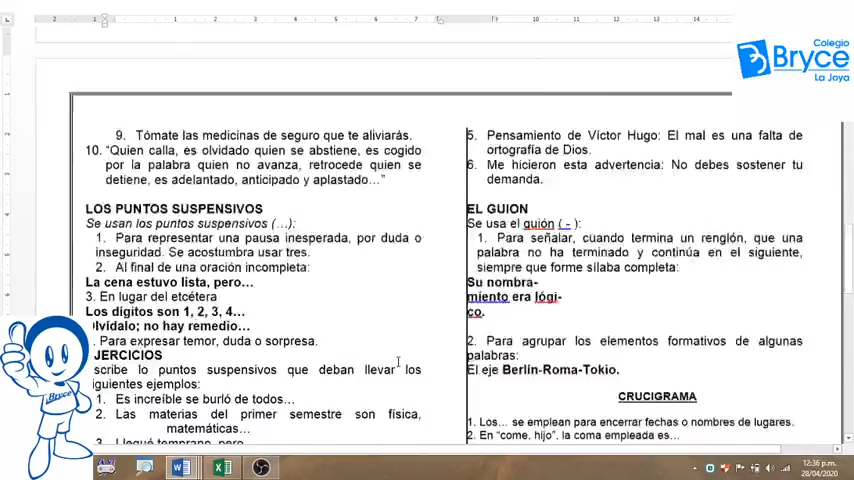 Colegio
Bryce
La Joya
9. Tómate las medicinas de seguro que te aliviarás.
10. “Quien calla, es olvidado quien se abstiene, es cogido
por la palabra quien no avanza, retrocede quien se
detiene, es adelantado, anticipado y aplastado…”
LOS PUNTOS SUSPENSIVOS
Se usan los puntos suspensivos (…):
1. Para representar una pausa inesperada, por duda o
inseguridad. Se acostumbra usar tres.
2. Al final de una oración incompleta:
La cena estuvo lista, pero…
3. En lugar del etcétera
Los dígitos son 1, 2, 3, 4…
Olvídalo; no hay remedio…
. Para expresar temor, duda o sorpresa.
EJERCICIOS
Escribe lo puntos suspensivos que deban llevar los
siguientes ejemplos:
1. Es increíble se burló de todos…
2. Las materias del primer semestre son física,
matemáticas…
3. Llegué temprano, pero
5. Pensamiento de Víctor Hugo: El mal es una falta de
ortografía de Dios.
6. Me hicieron esta advertencia: No debes sostener tu
demanda.
EL GUION
Se usa el guión ( - ):
1. Para señalar, cuando termina un renglón, que una
palabra no ha terminado y continúa en el siguiente,
siempre que forme sílaba completa:
Su nombra-
miento era lógi-
co.
2. Para agrupar los elementos formativos de algunas
palabras:
El eje Berlín-Roma-Tokio.
CRUCIGRAMA
1. Los… se emplean para encerrar fechas o nombres de lugares.
2. En “come, hijo”, la coma empleada es…
Bryce
12:36 p.m.
28/04/2020